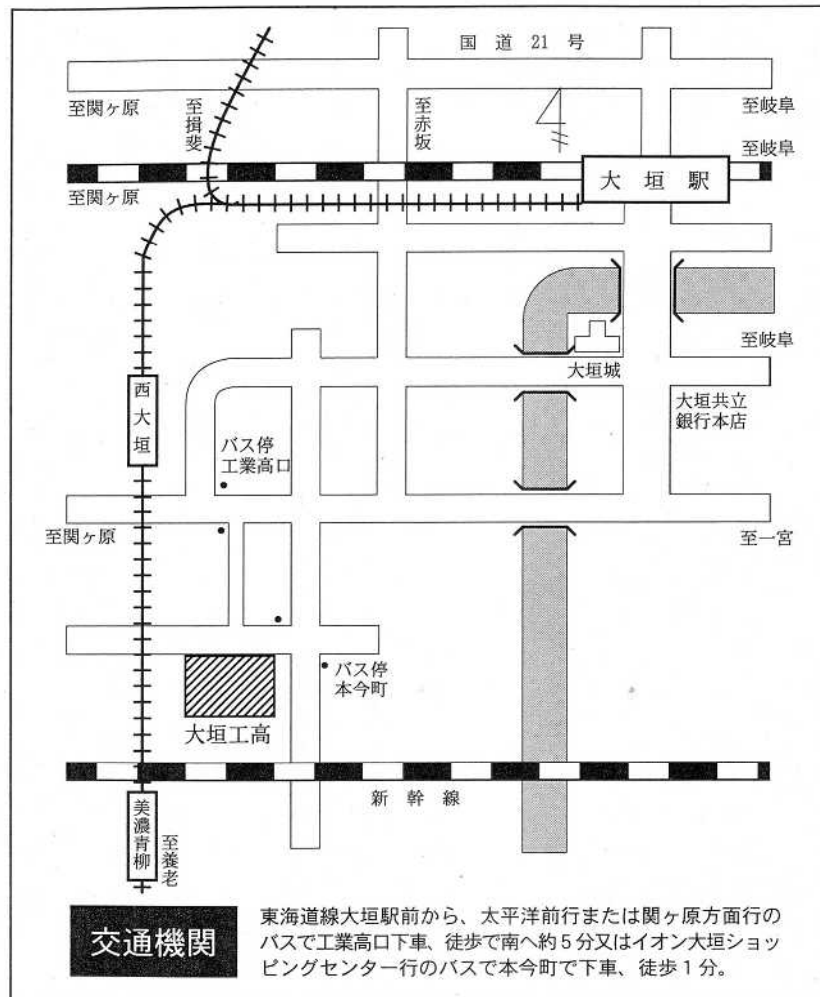 国道21号
至関ヶ原
至揖斐
至赤坂
至岐阜
至岐阜
至関ヶ原
大垣駅
至岐阜
大垣城
西大垣
大垣共立
銀行本店
バス停
工業高口
至関ヶ原
至一宮
バス停
本今町
大垣工高
新幹線
美濃青柳
至養老
交通機関
東海道線大垣駅前から、太平洋前行または関ヶ原方面行の
バスで工業高口下車、徒歩で南へ約5分又はイオン大垣ショッ
ピングセンター行のバスで本今町で下車、徒歩1分。